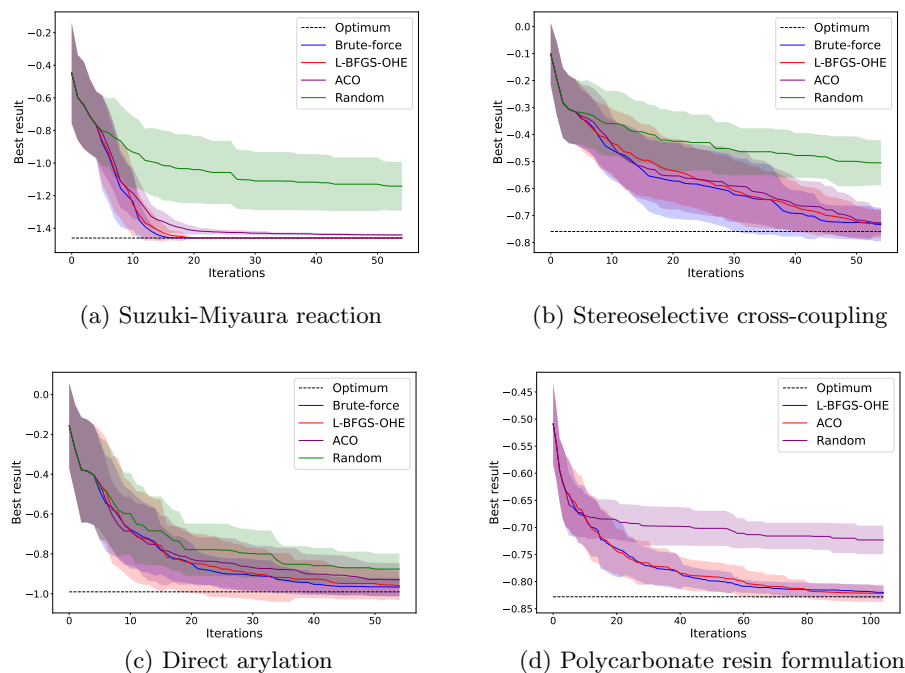 Optimum
Brute-force
L-BFGS-OHE
ACO
Random
Best result
−0.2
−0.4
−0.6
−0.8
−1.0
−1.2
−1.4
0 10 20 30 40 50
Iterations
(a) Suzuki-Miyaura reaction
Optimum
Brute-force
L-BFGS-OHE
ACO
Random
Best result
0.0
−0.1
−0.2
−0.3
−0.4
−0.5
−0.6
−0.7
−0.8
0 10 20 30 40 50
Iterations
(b) Stereoselective cross-coupling
Optimum
Brute-force
L-BFGS-OHE
ACO
Random
Best result
0.0
−0.2
−0.4
−0.6
−0.8
−1.0
0 10 20 30 40 50
Iterations
(c) Direct arylation
Optimum
L-BFGS-OHE
ACO
Random
Best result
−0.45
−0.50
−0.55
−0.60
−0.65
−0.70
−0.75
−0.80
−0.85
0 20 40 60 80 100
Iterations
(d) Polycarbonate resin formulation